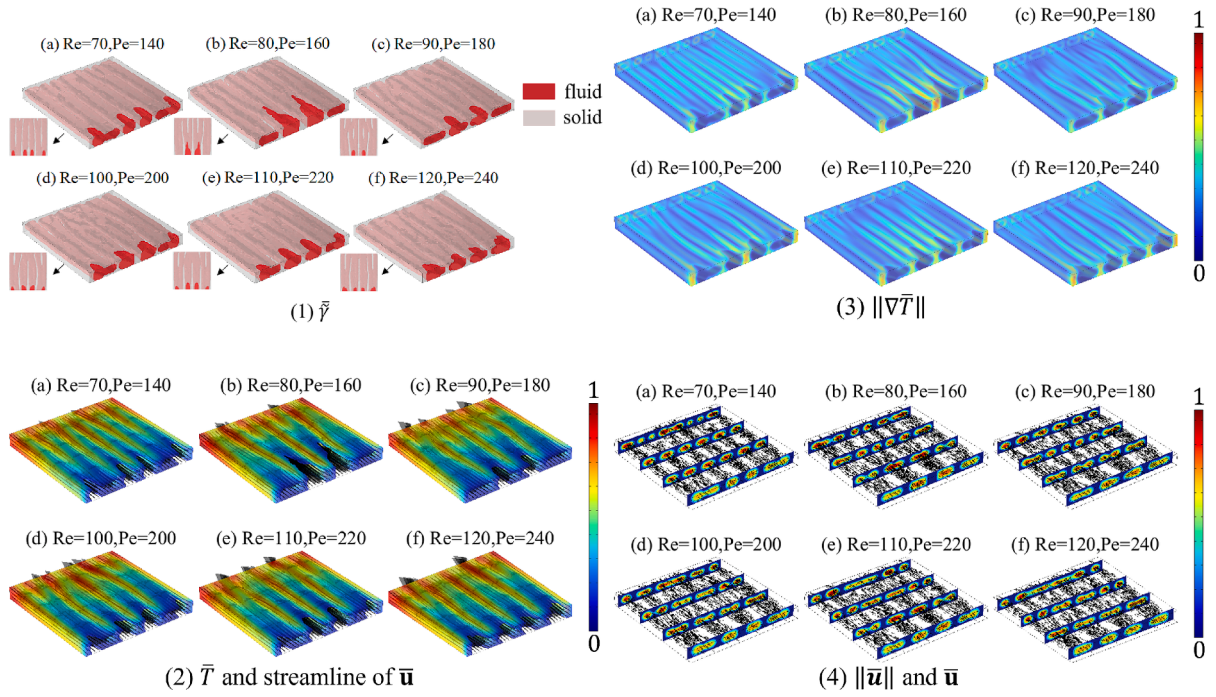 (a) Re=70,Pe=140 (b) Re=80,Pe=160 (c) Re=90,Pe=180
fluid
solid
(d) Re=100,Pe=200 (e) Re=110,Pe=220 (f) Re=120,Pe=240
(1) γ̃̄
(a) Re=70,Pe=140 (b) Re=80,Pe=160 (c) Re=90,Pe=180
1
(d) Re=100,Pe=200 (e) Re=110,Pe=220 (f) Re=120,Pe=240
0
(3) ‖∇T̄‖
(a) Re=70,Pe=140 (b) Re=80,Pe=160 (c) Re=90,Pe=180
1
(d) Re=100,Pe=200 (e) Re=110,Pe=220 (f) Re=120,Pe=240
0
(2) T̄ and streamline of ū
(a) Re=70,Pe=140 (b) Re=80,Pe=160 (c) Re=90,Pe=180
1
(d) Re=100,Pe=200 (e) Re=110,Pe=220 (f) Re=120,Pe=240
0
(4) ‖ū‖ and ū